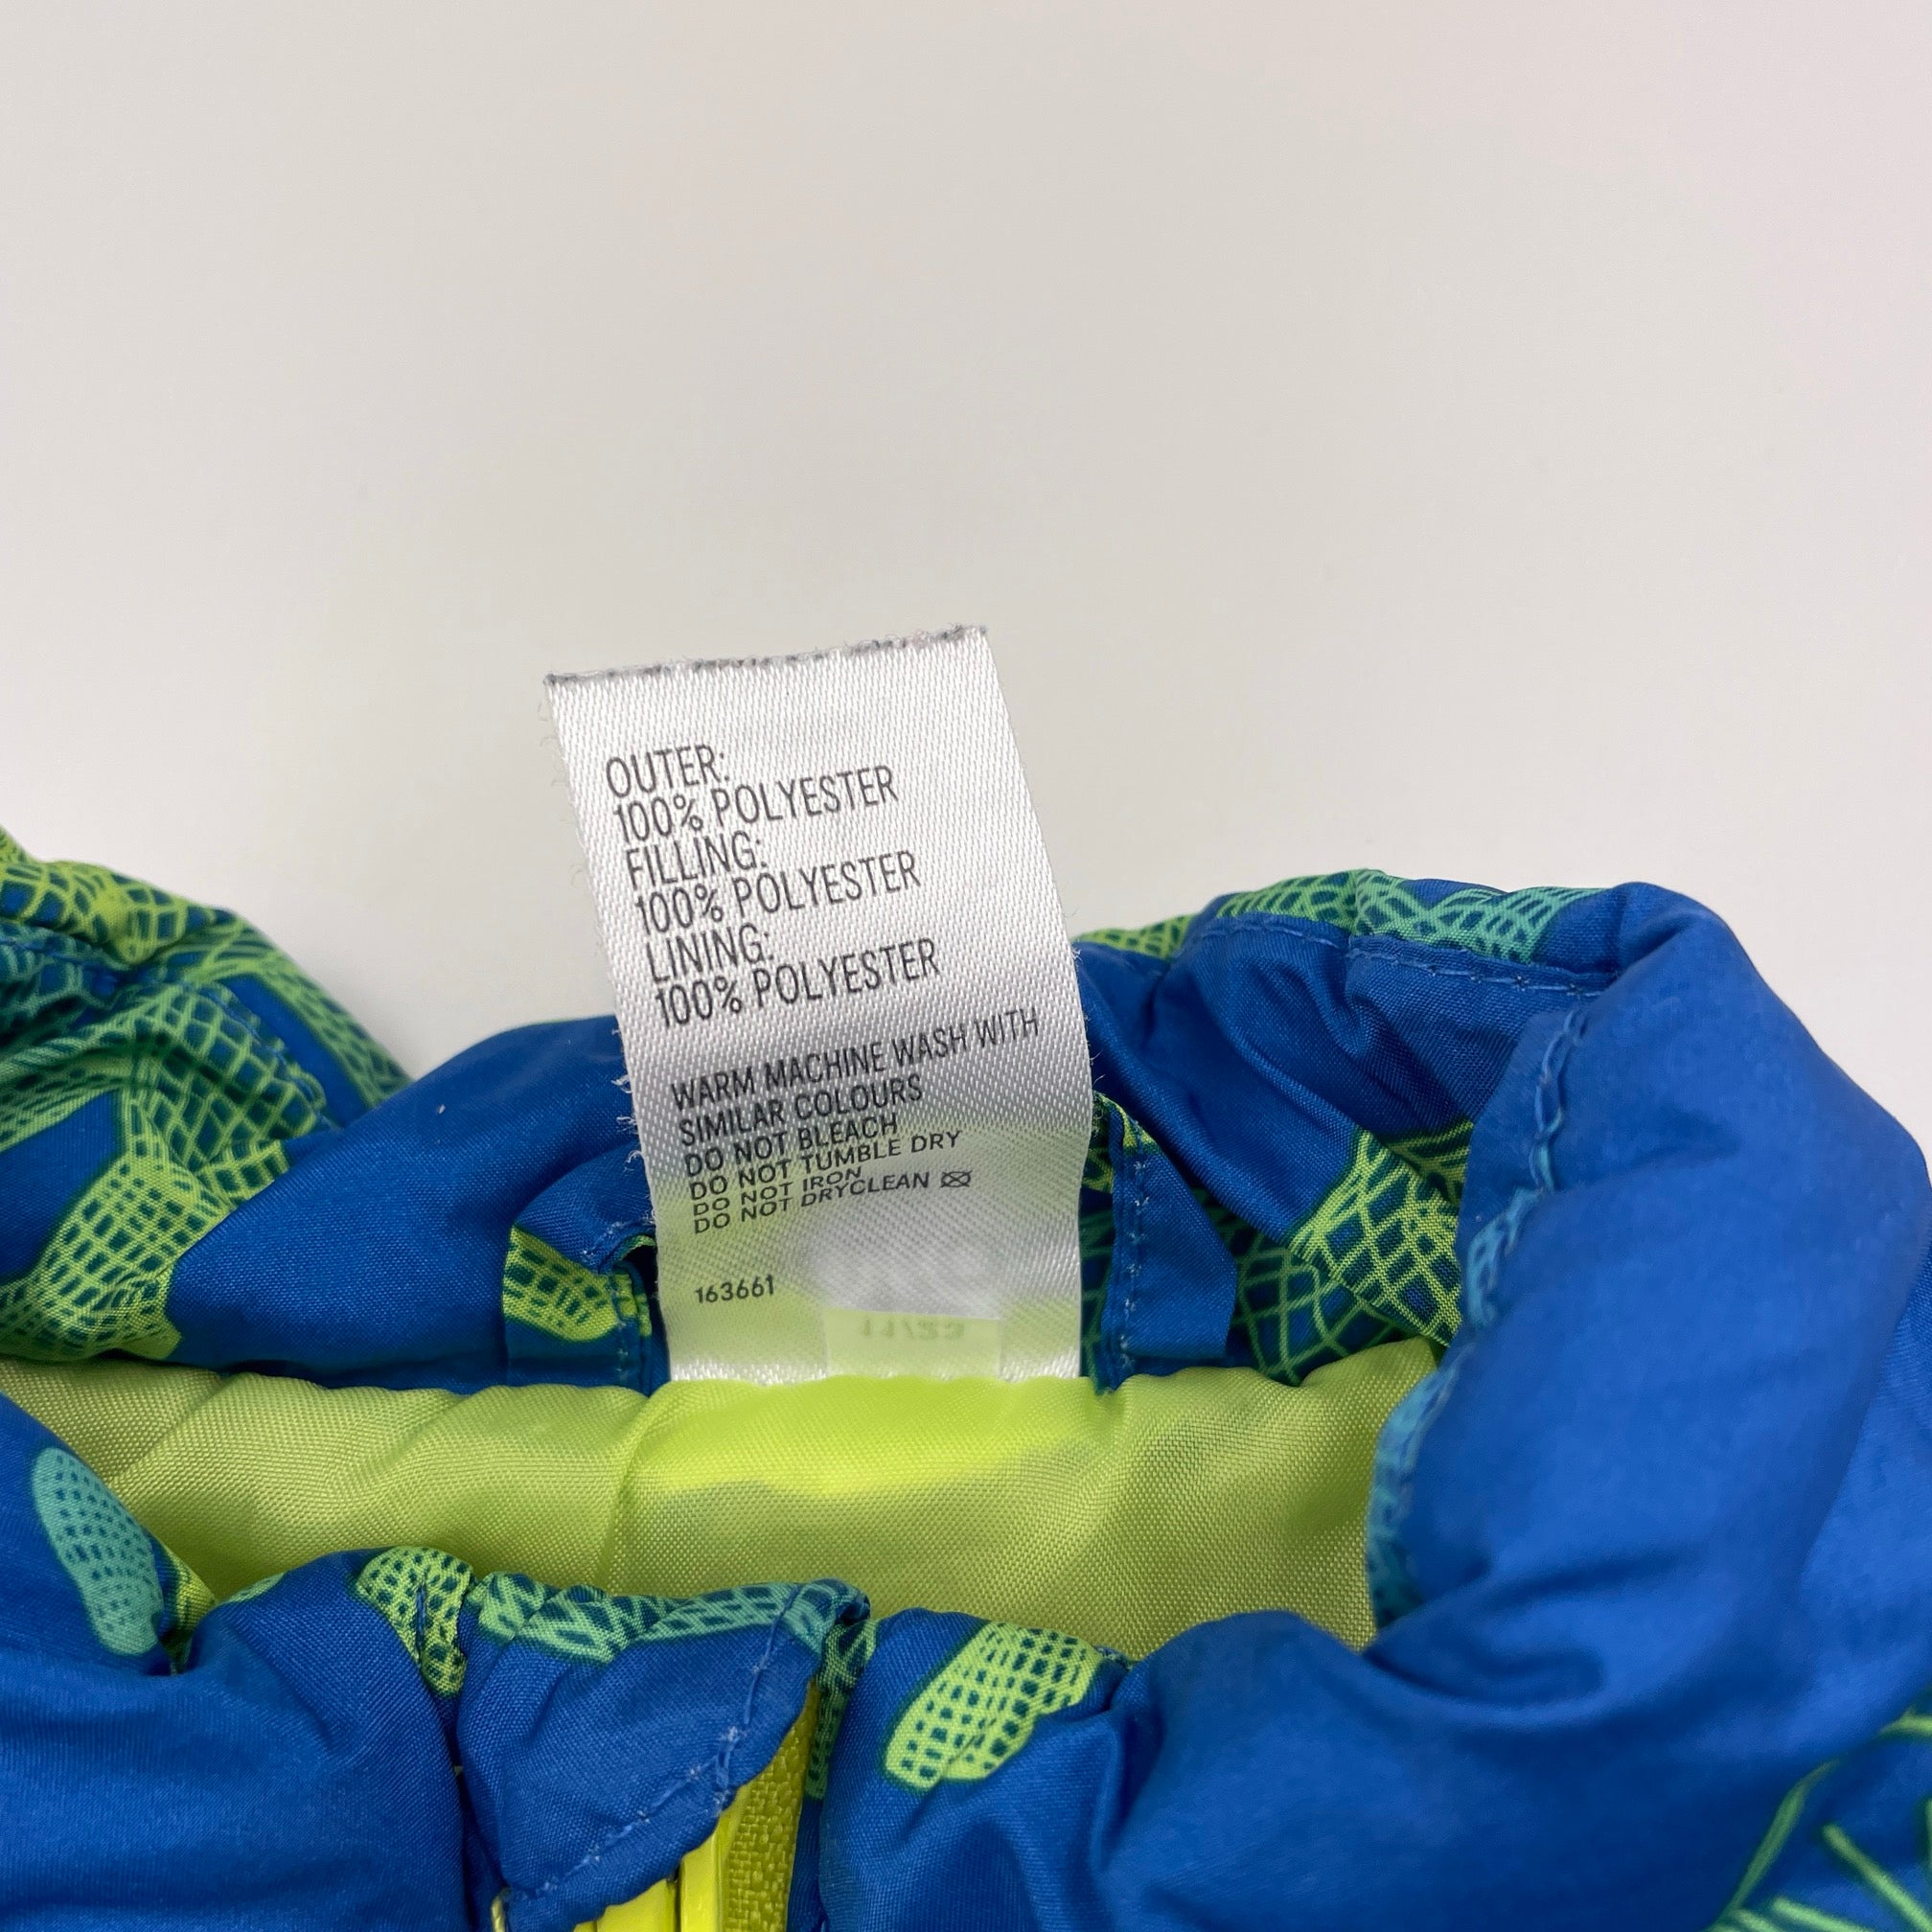 OUTER:
100% POLYESTER
FILLING:
100% POLYESTER
LINING:
100% POLYESTER
WARM MACHINE WASH WITH
SIMILAR COLOURS
DO NOT BLEACH
DO NOT TUMBLE DRY
DO NOT IRON
DO NOT DRYCLEAN
163661